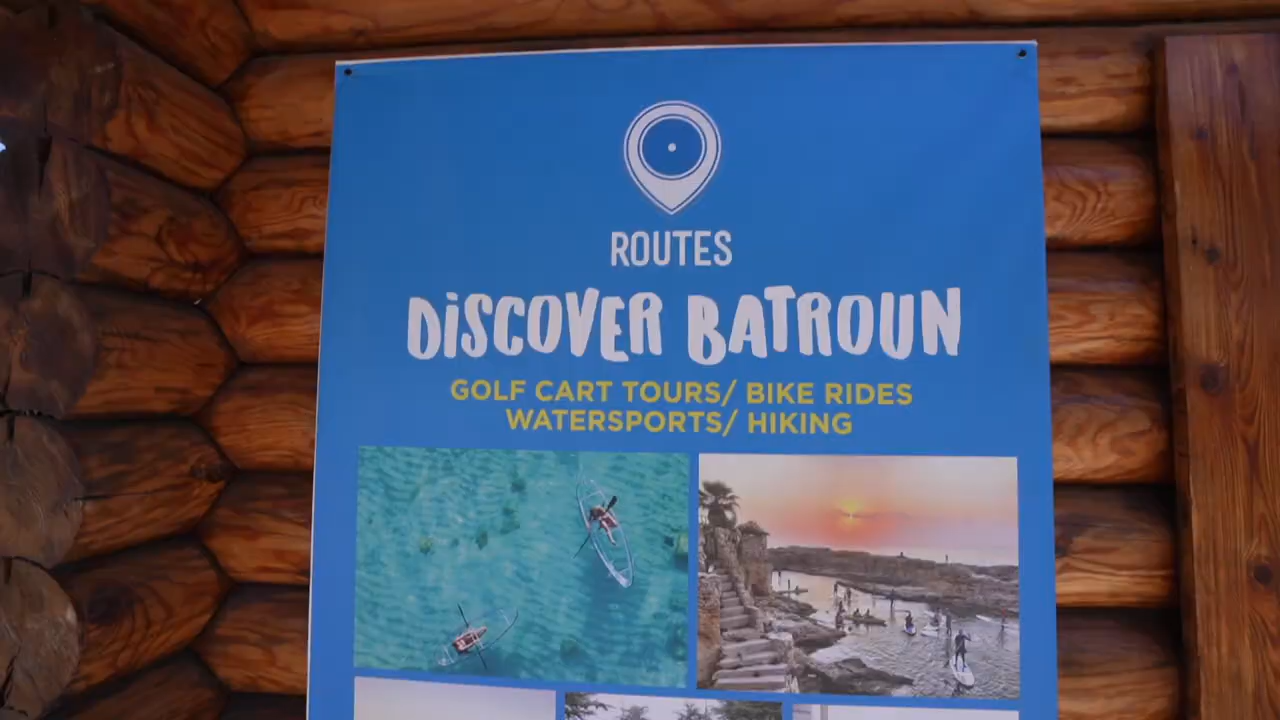 ROUTES
DiSCOVER BATROUN
GOLF CART TOURS/ BIKE RIDES
WATERSPORTS/ HIKING